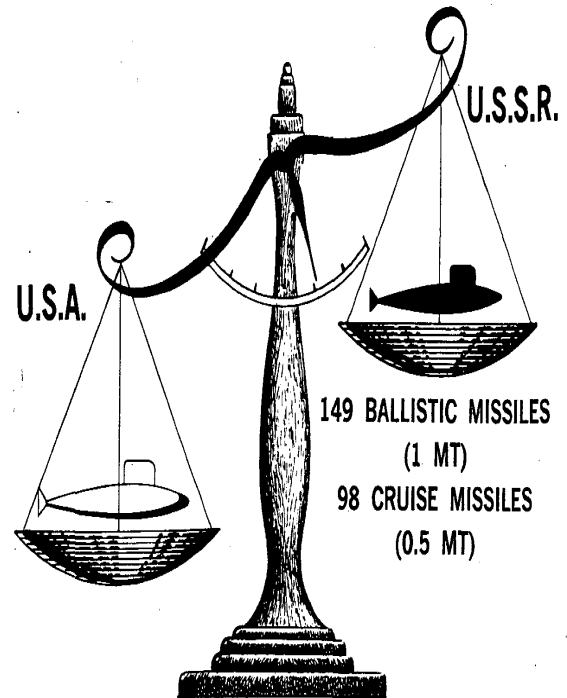 U.S.S.R.
U.S.A.
149 BALLISTIC MISSILES
(1 MT)
98 CRUISE MISSILES
(0.5 MT)